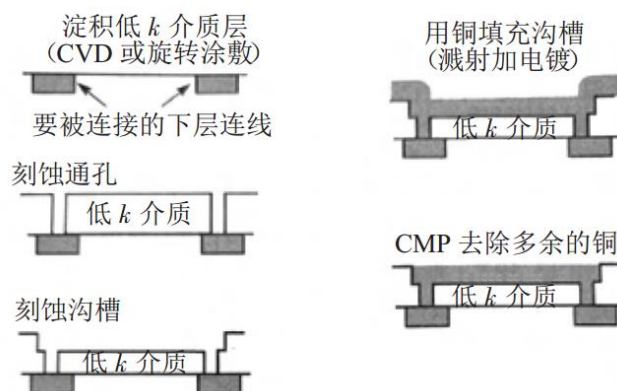 淀积低 k 介质层
(CVD 或旋转涂敷)
要被连接的下层连线
刻蚀通孔
低 k 介质
刻蚀沟槽
低 k 介质
用铜填充沟槽
(溅射加电镀)
低 k 介质
CMP 去除多余的铜
低 k 介质